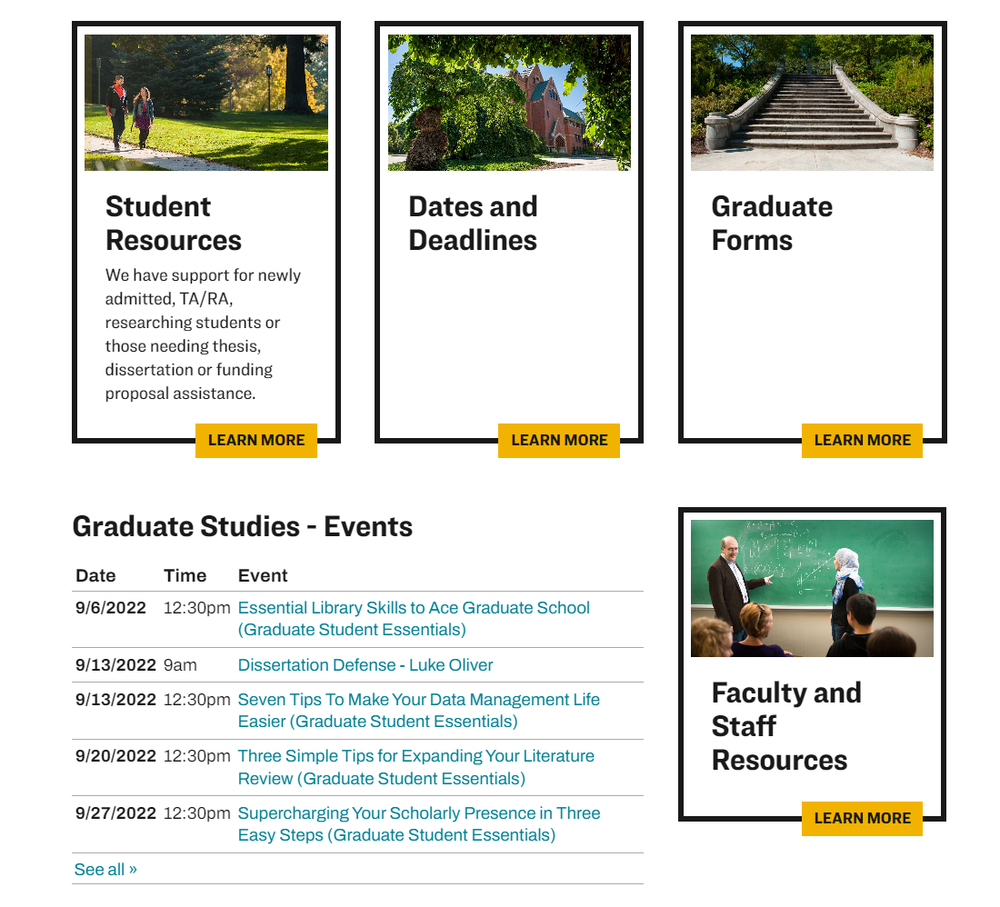 Student
Resources
We have support for newly
admitted, TA/RA,
researching students or
those needing thesis,
dissertation or funding
proposal assistance.
LEARN MORE
Dates and
Deadlines
LEARN MORE
Graduate
Forms
LEARN MORE
Graduate Studies - Events
Date Time Event
9/6/2022 12:30pm Essential Library Skills to Ace Graduate School
(Graduate Student Essentials)
9/13/2022 9am Dissertation Defense - Luke Oliver
9/13/2022 12:30pm Seven Tips To Make Your Data Management Life
Easier (Graduate Student Essentials)
9/20/2022 12:30pm Three Simple Tips for Expanding Your Literature
Review (Graduate Student Essentials)
9/27/2022 12:30pm Supercharging Your Scholarly Presence in Three
Easy Steps (Graduate Student Essentials)
See all »
Faculty and
Staff
Resources
LEARN MORE